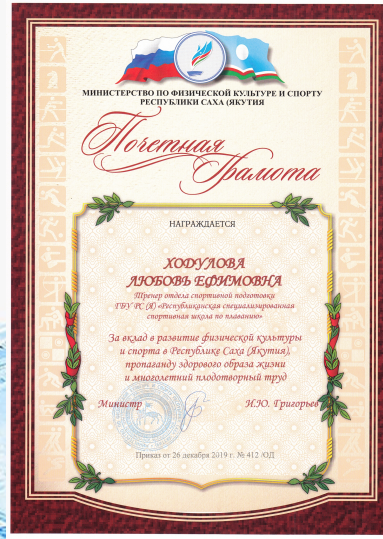 МИНИСТЕРСТВО ПО ФИЗИЧЕСКОЙ КУЛЬТУРЕ И СПОРТУ
РЕСПУБЛИКИ САХА (ЯКУТИЯ
Почетная
Грамота
НАГРАЖДАЕТСЯ
ХОДУЛОВА
ЛЮБОВЬ ЕФИМОВНА
Тренер отдела спортивной подготовки
ГБУ РС (Я) «Республиканская специализированная
спортивная школа по плаванию»
За вклад в развитие физической культуры
и спорта в Республике Саха (Якутия),
пропаганду здорового образа жизни
и многолетний плодотворный труд
Министр И.Ю. Григорьев
Приказ от 26 декабря 2019 г. № 412 /ОД